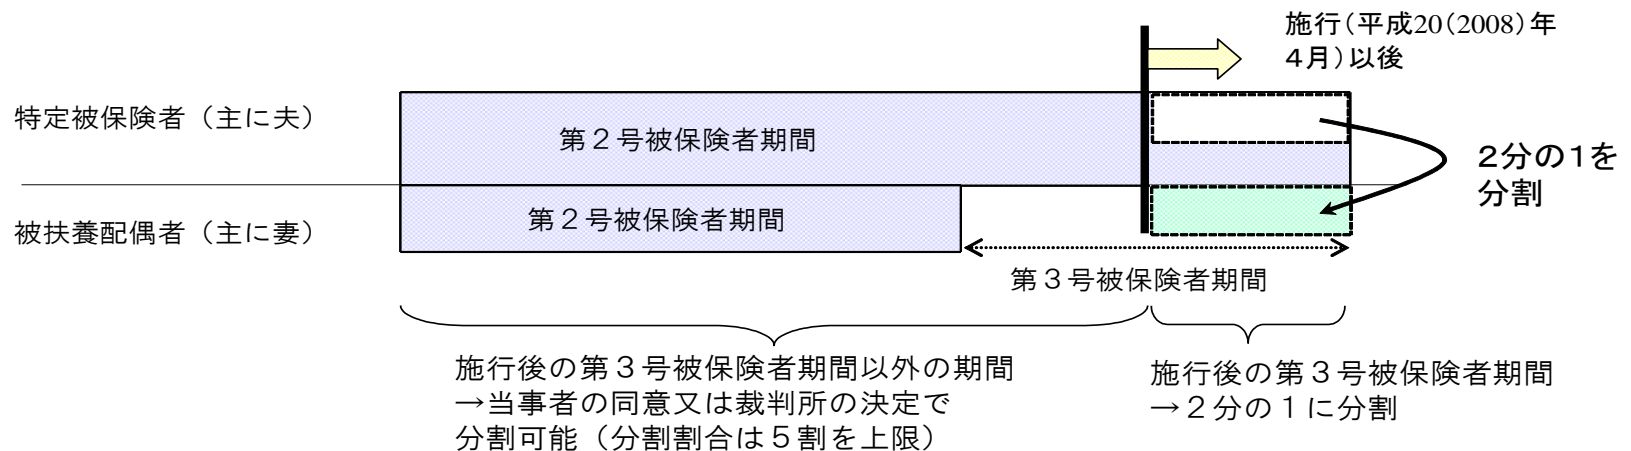 施行(平成20(2008)年
4月)以後
特定被保険者（主に夫）
第２号被保険者期間
2分の1を
分割
第２号被保険者期間
被扶養配偶者（主に妻）
第３号被保険者期間
施行後の第３号被保険者期間以外の期間
→当事者の同意又は裁判所の決定で
分割可能（分割割合は５割を上限）
施行後の第３号被保険者期間
→２分の１に分割